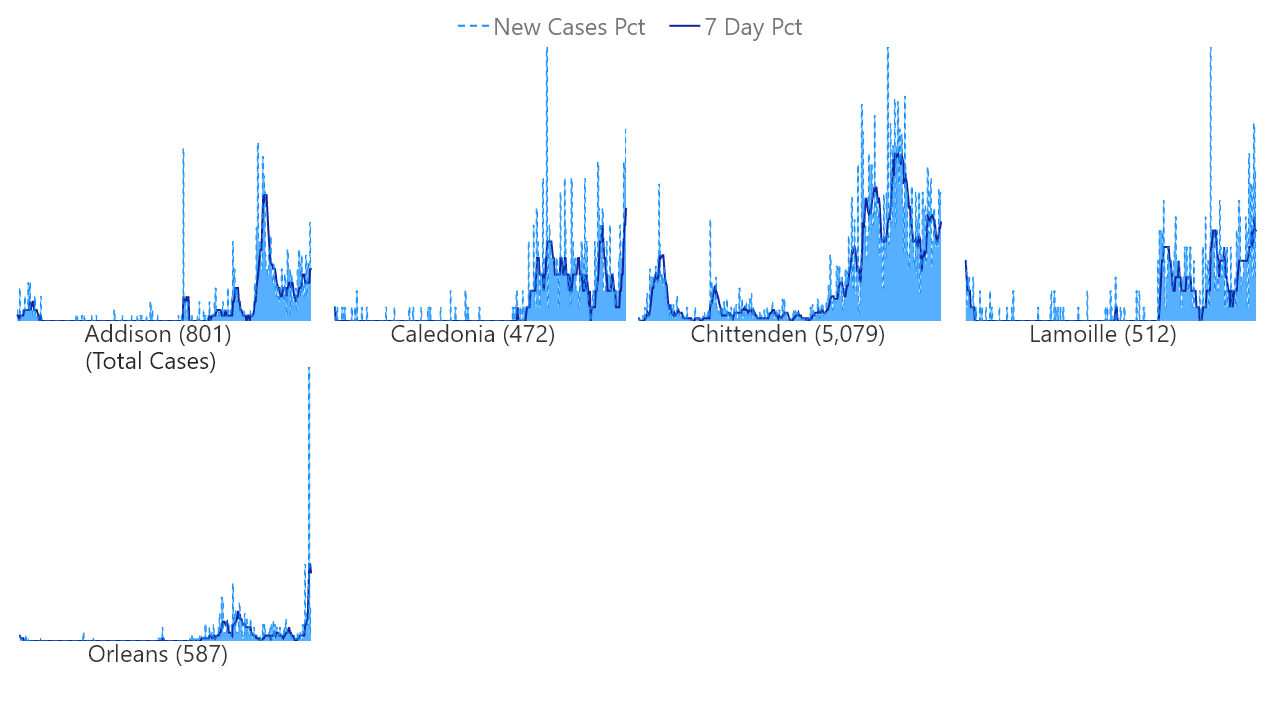 New Cases Pct 7 Day Pct
Addison (801)
(Total Cases)
Caledonia (472)
Chittenden (5,079)
Lamoille (512)
Orleans (587)